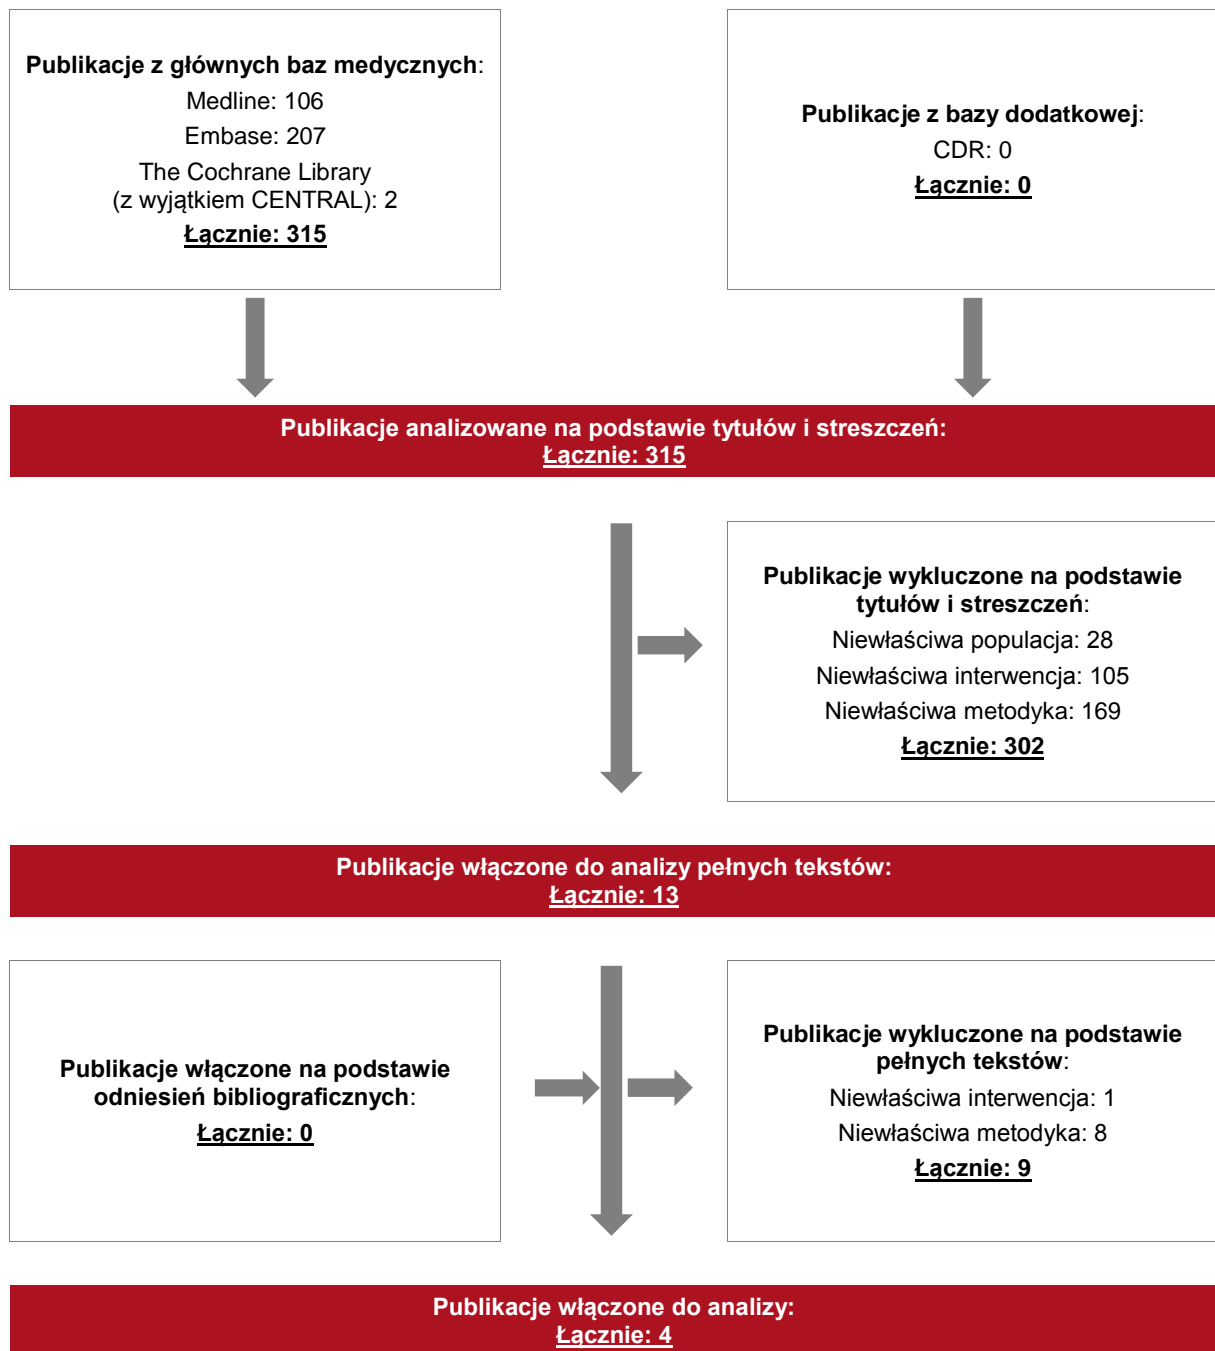 Publikacje z głównych baz medycznych:
Medline: 106
Embase: 207
The Cochrane Library
(z wyjątkiem CENTRAL): 2
Łącznie: 315
Publikacje z bazy dodatkowej:
CDR: 0
Łącznie: 0
Publikacje analizowane na podstawie tytułów i streszczeń:
Łącznie: 315
Publikacje wykluczone na podstawie
tytułów i streszczeń:
Niewłaściwa populacja: 28
Niewłaściwa interwencja: 105
Niewłaściwa metodyka: 169
Łącznie: 302
Publikacje włączone do analizy pełnych tekstów:
Łącznie: 13
Publikacje włączone na podstawie
odniesień bibliograficznych:
Łącznie: 0
Publikacje wykluczone na podstawie
pełnych tekstów:
Niewłaściwa interwencja: 1
Niewłaściwa metodyka: 8
Łącznie: 9
Publikacje włączone do analizy:
Łącznie: 4